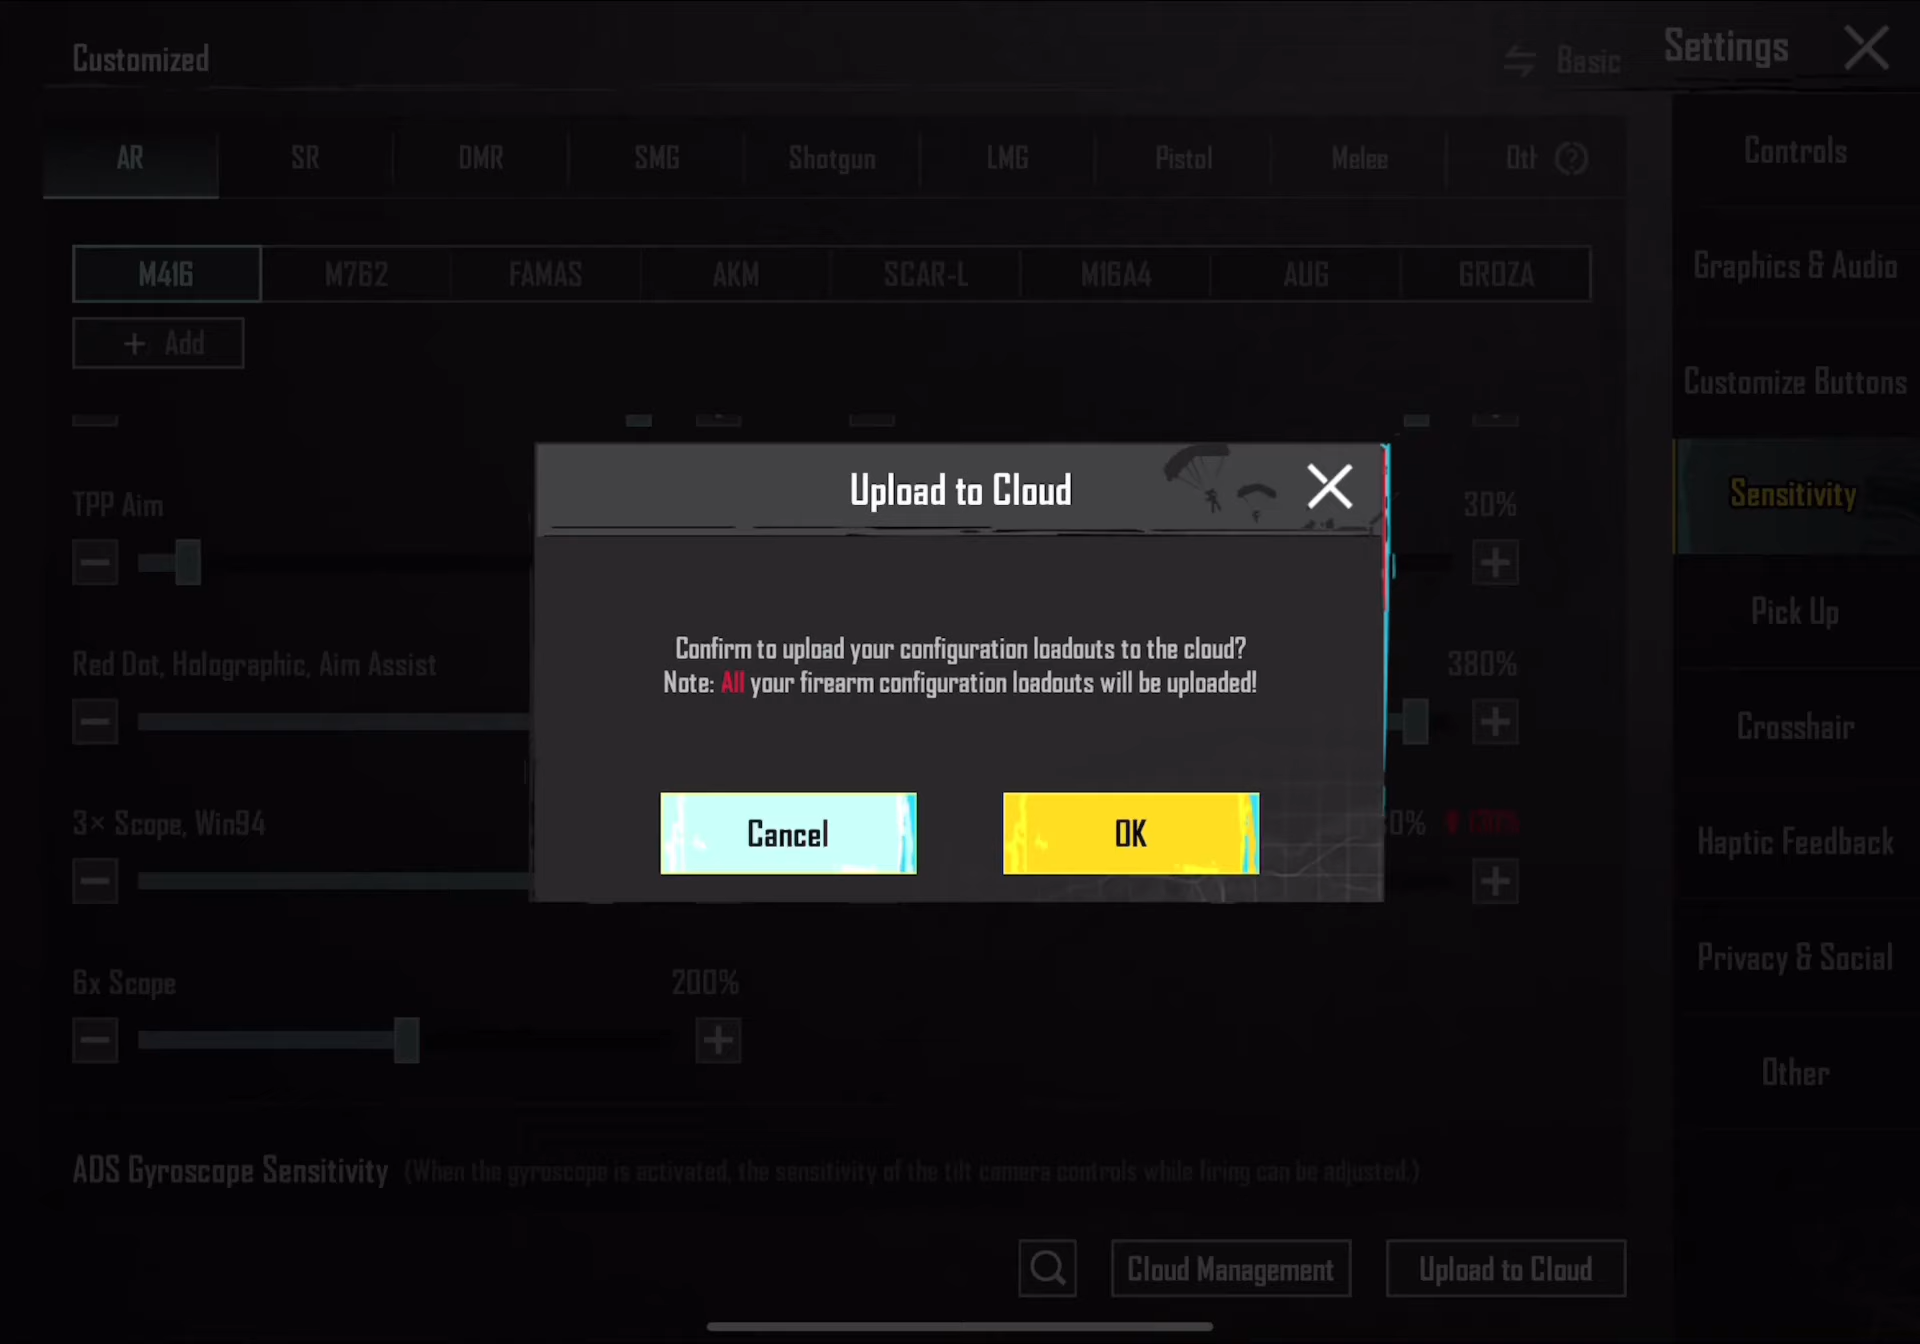 Customized
Basic
Settings
AR
SR
DMR
SMG
Shotgun
LMG
Pistol
Melee
Controls
M416
M762
FAMAS
AKM
SCAR-L
M16A4
AUG
GROZA
Graphics & Audio
+ Add
Customize Buttons
Upload to Cloud
TPP Aim
30%
Sensitivity
Confirm to upload your configuration loadouts to the cloud?
Note: All your firearm configuration loadouts will be uploaded!
Pick Up
Red Dot, Holographic, Aim Assist
380%
Crosshair
3× Scope, Win94
Cancel
OK
Haptic Feedback
6x Scope
200%
Privacy & Social
Other
ADS Gyroscope Sensitivity (When the gyroscope is activated, the sensitivity of the tilt camera controls while firing can be adjusted.)
Cloud Management
Upload to Cloud